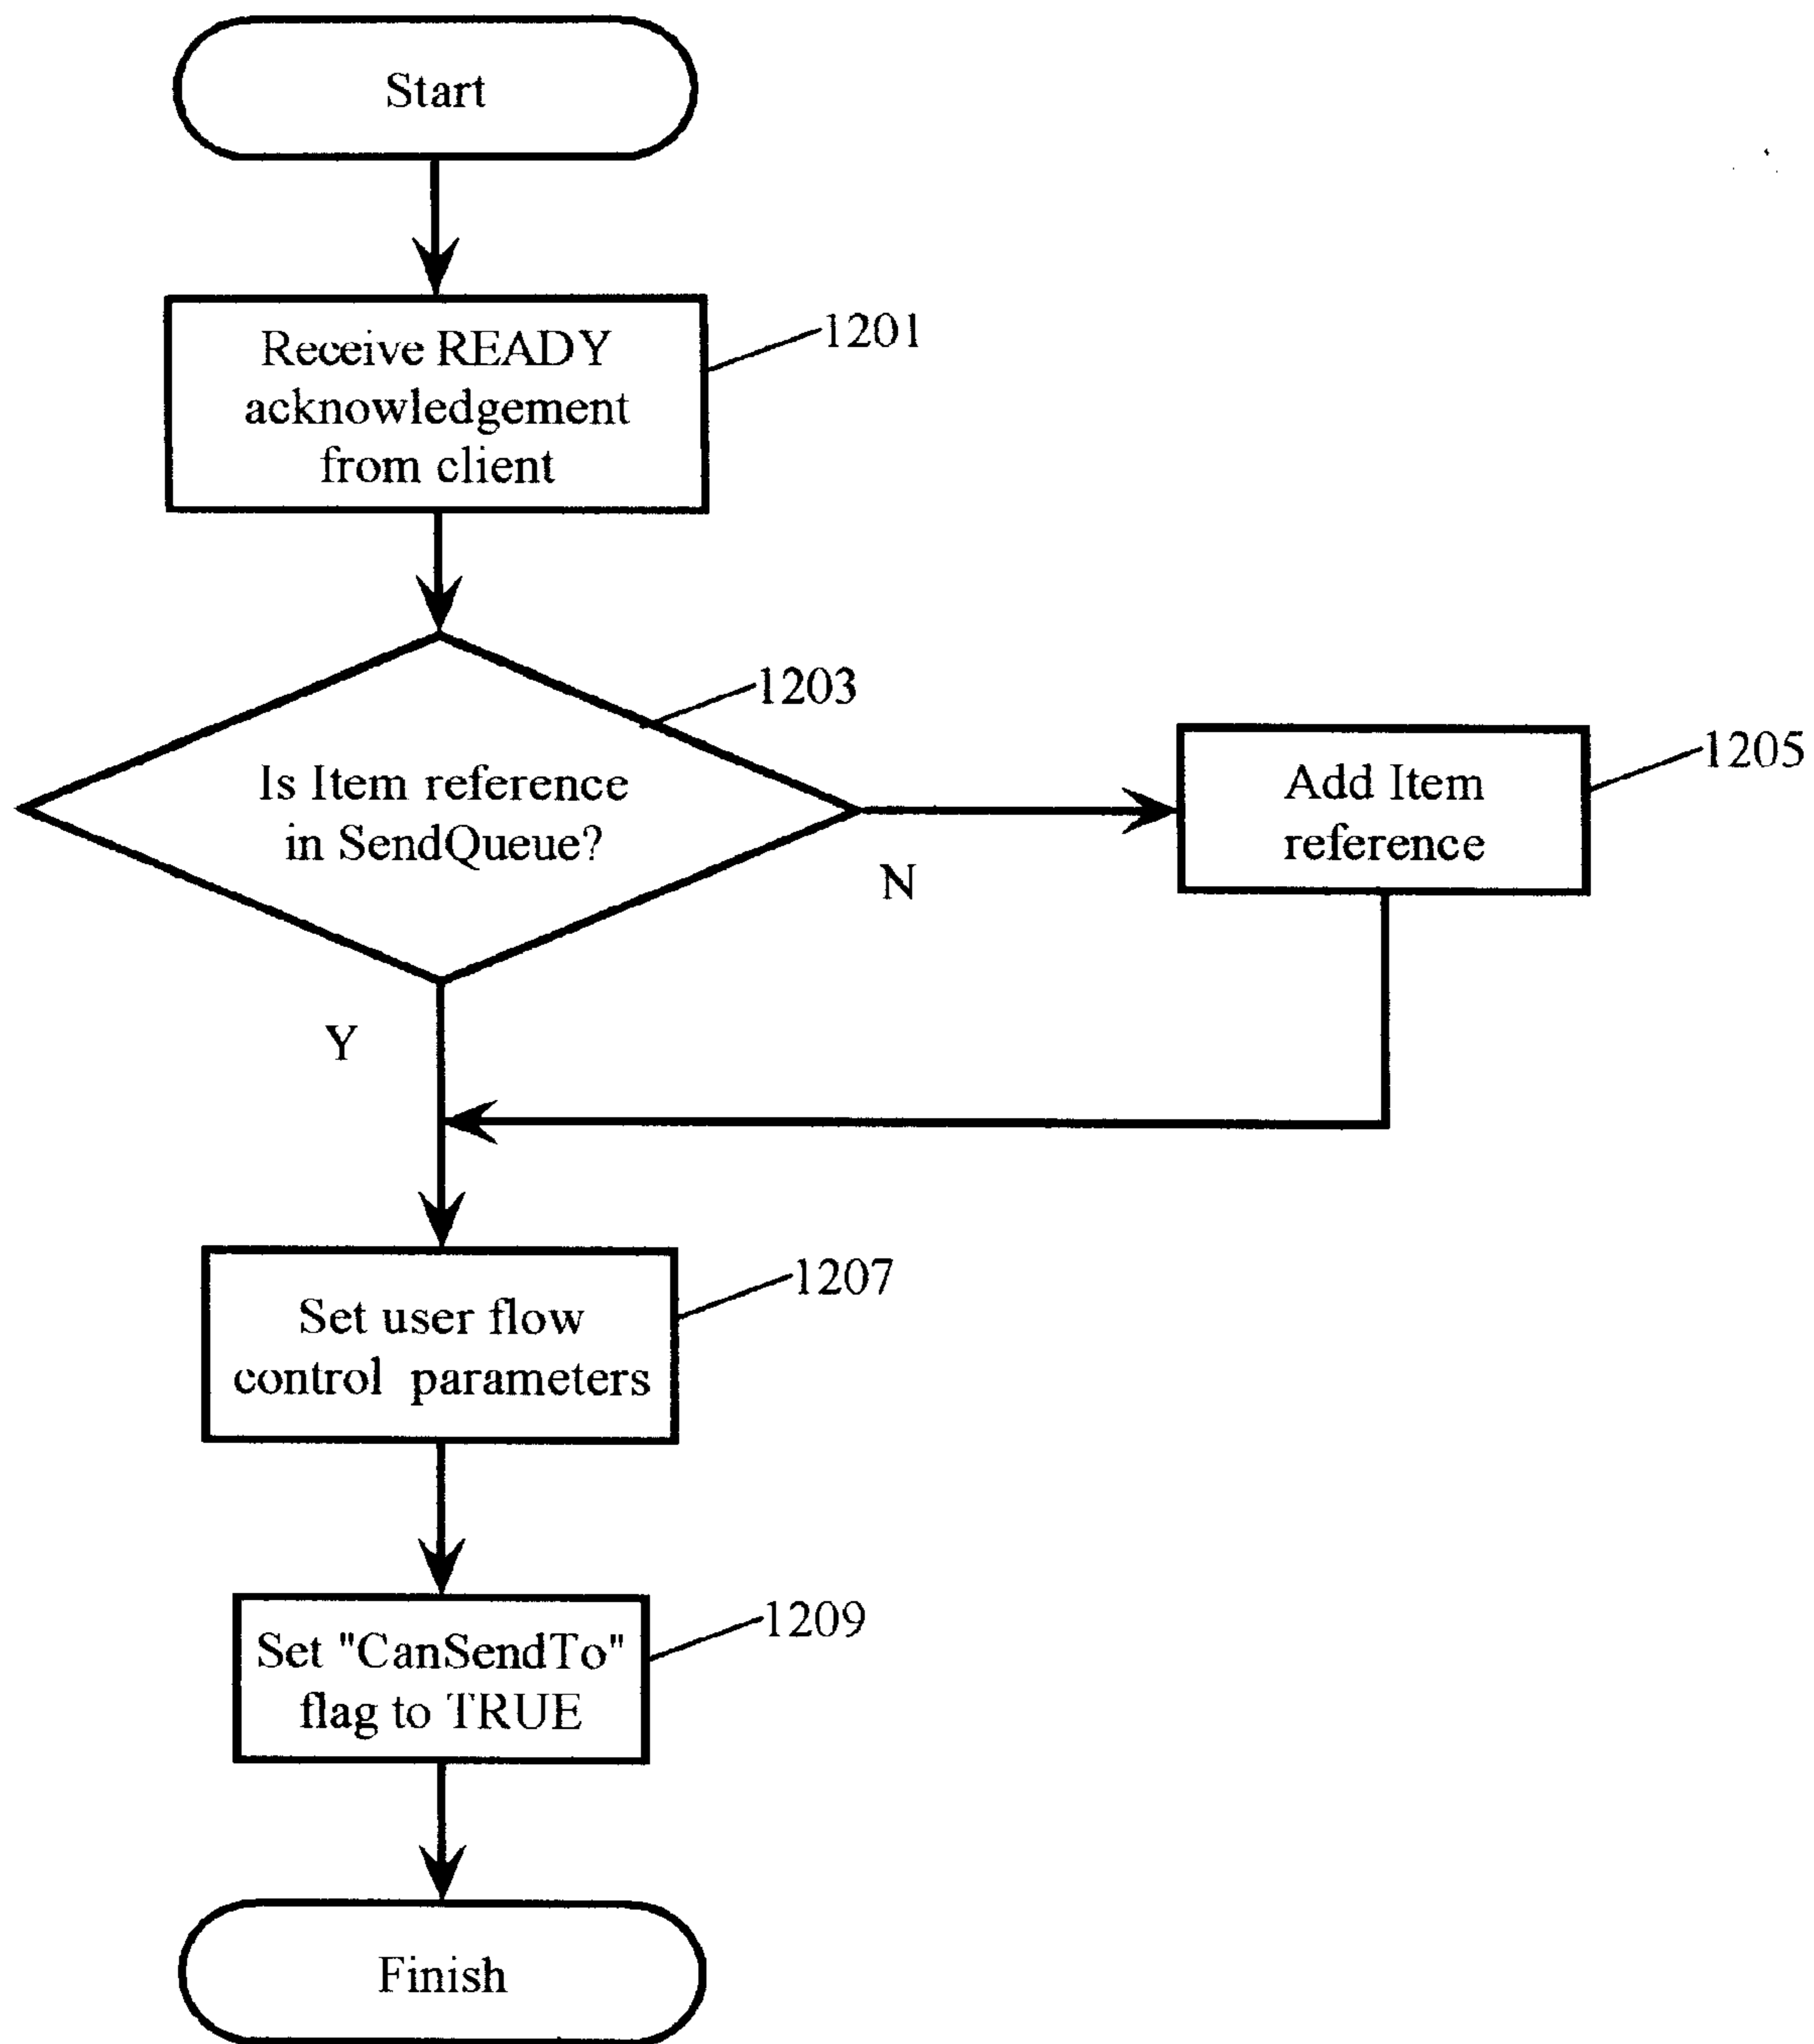 Start
Receive READY
acknowledgement
from client
1201
Is Item reference
in SendQueue?
1203
N
Add Item
reference
1205
Y
Set user flow
control parameters
1207
Set "CanSendTo"
flag to TRUE
1209
Finish